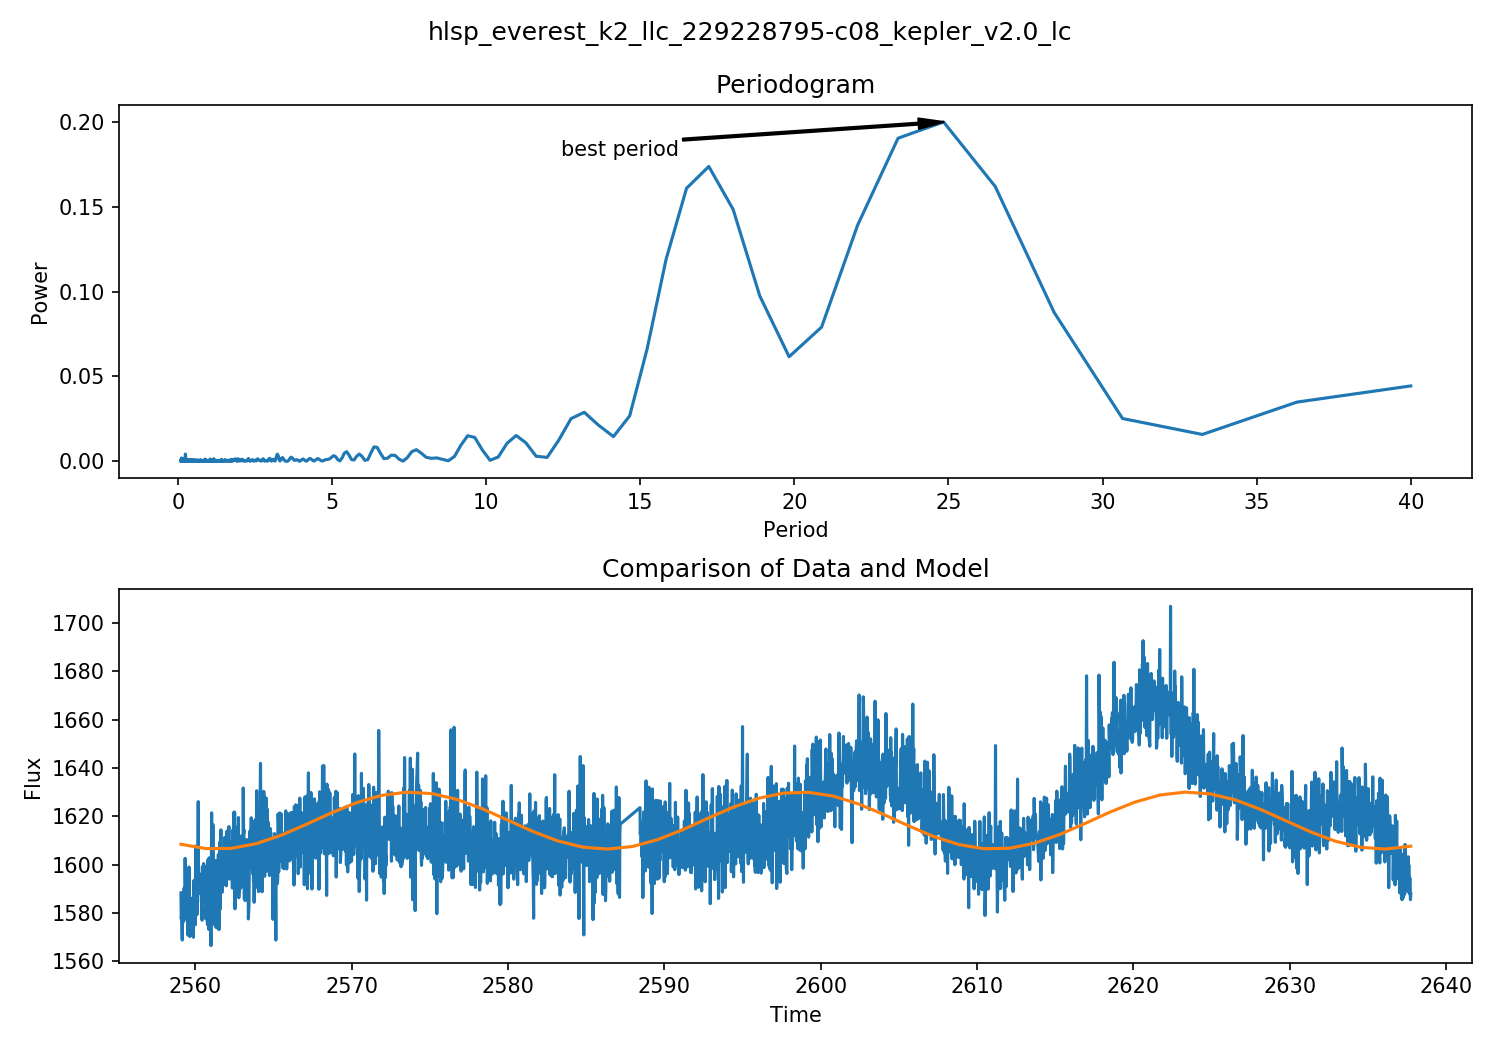 hlsp_everest_k2_llc_229228795-c08_kepler_v2.0_lc
Periodogram
0.20
0.15
0.10
0.05
0.00
Power
best period
0 5 10 15 20 25 30 35 40
Period
Comparison of Data and Model
1700
1680
1660
1640
1620
1600
1580
1560
Flux
2560 2570 2580 2590 2600 2610 2620 2630 2640
Time